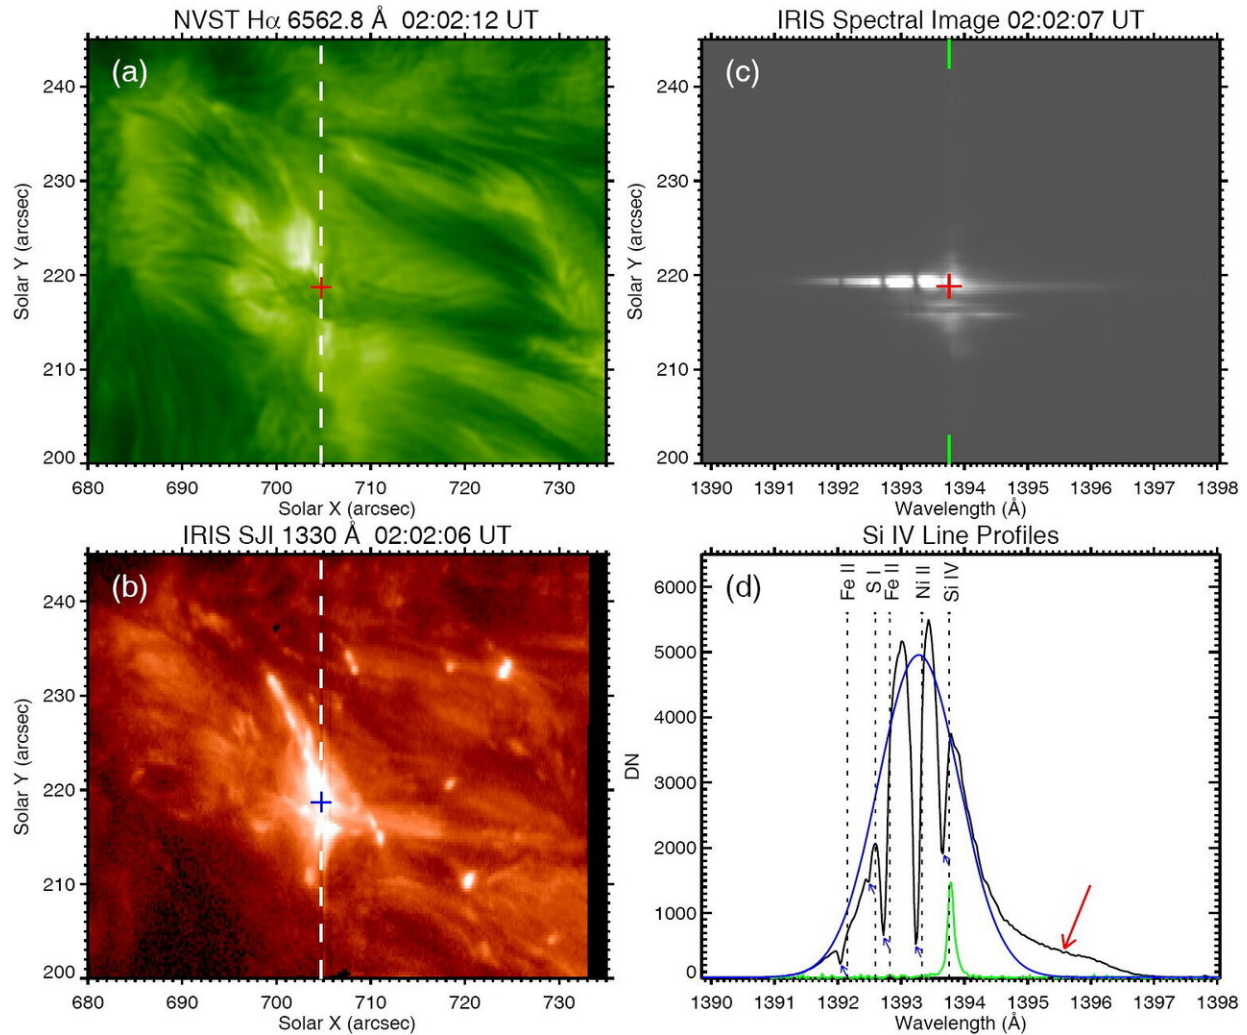 NVST Hα 6562.8 Å 02:02:12 UT
(a)
240
230
220
210
200
Solar Y (arcsec)
680 690 700 710 720 730
Solar X (arcsec)
IRIS Spectral Image 02:02:07 UT
(c)
240
230
220
210
200
Solar Y (arcsec)
1390 1391 1392 1393 1394 1395 1396 1397 1398
Wavelength (Å)
IRIS SJI 1330 Å 02:02:06 UT
(b)
240
230
220
210
200
Solar Y (arcsec)
680 690 700 710 720 730
Solar X (arcsec)
Si IV Line Profiles
(d)
Fe II
S I
Fe II
Ni II
Si IV
6000
5000
4000
3000
2000
1000
0
DN
1390 1391 1392 1393 1394 1395 1396 1397 1398
Wavelength (Å)